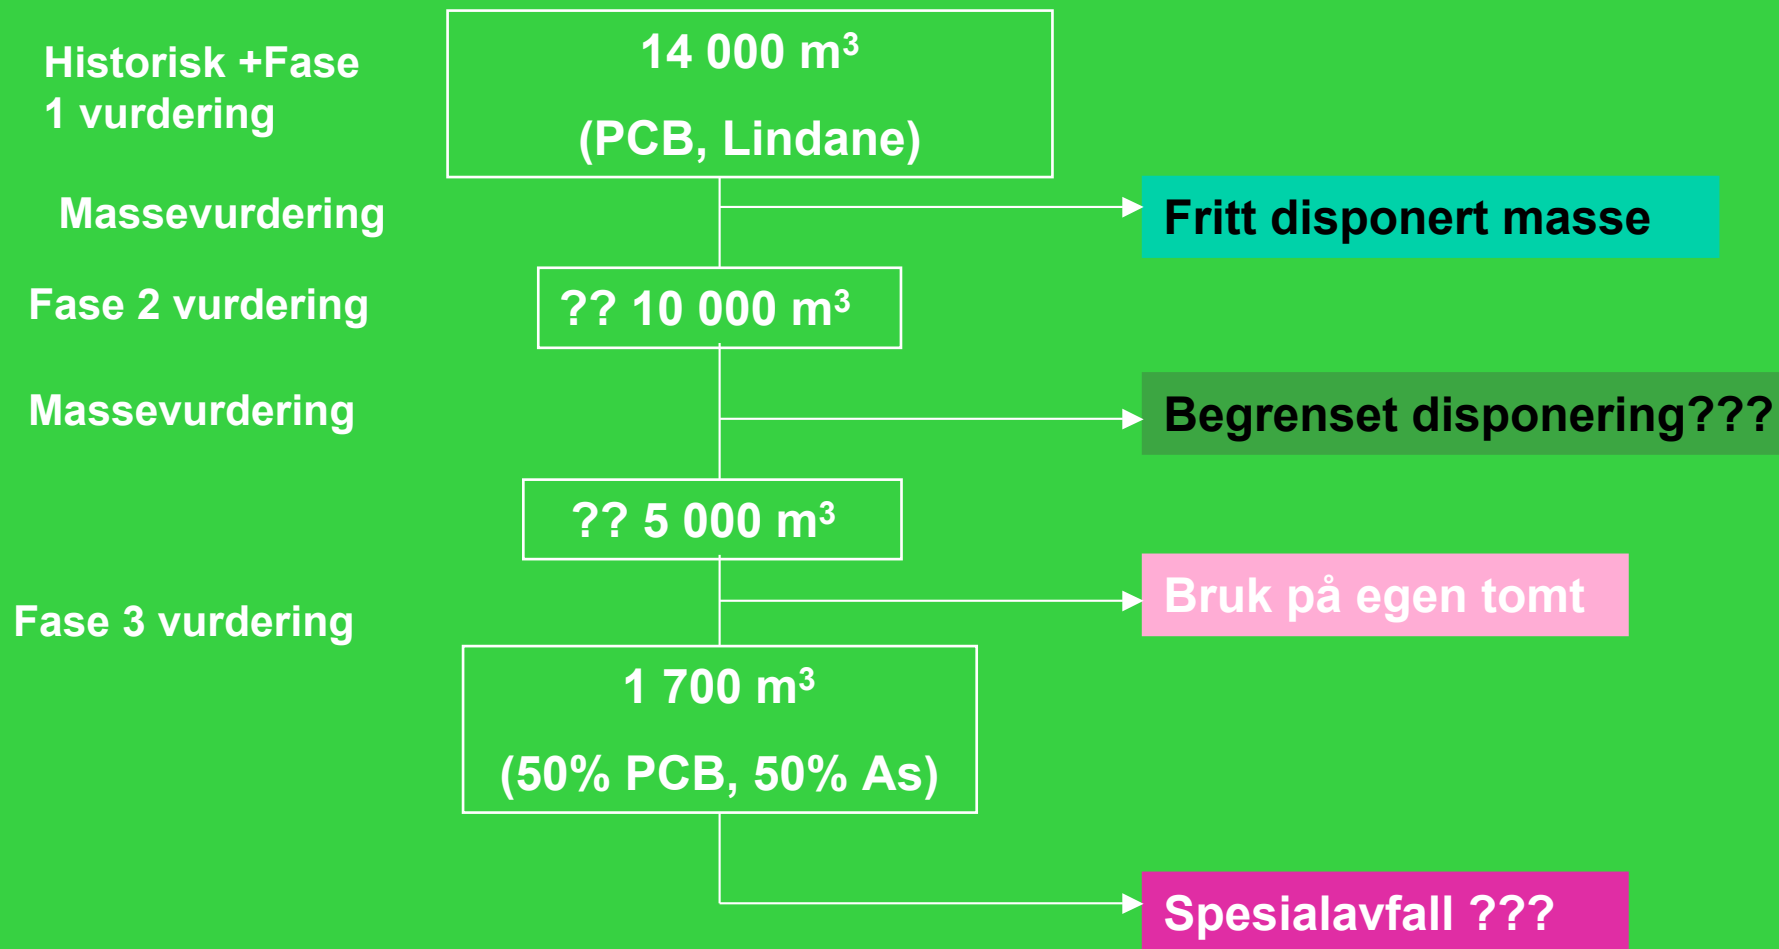 Historisk +Fase
1 vurdering
14 000 m³
(PCB, Lindane)
Massevurdering
Fritt disponert masse
Fase 2 vurdering
?? 10 000 m³
Massevurdering
Begrenset disponering???
?? 5 000 m³
Bruk på egen tomt
Fase 3 vurdering
1 700 m³
(50% PCB, 50% As)
Spesialavfall ???